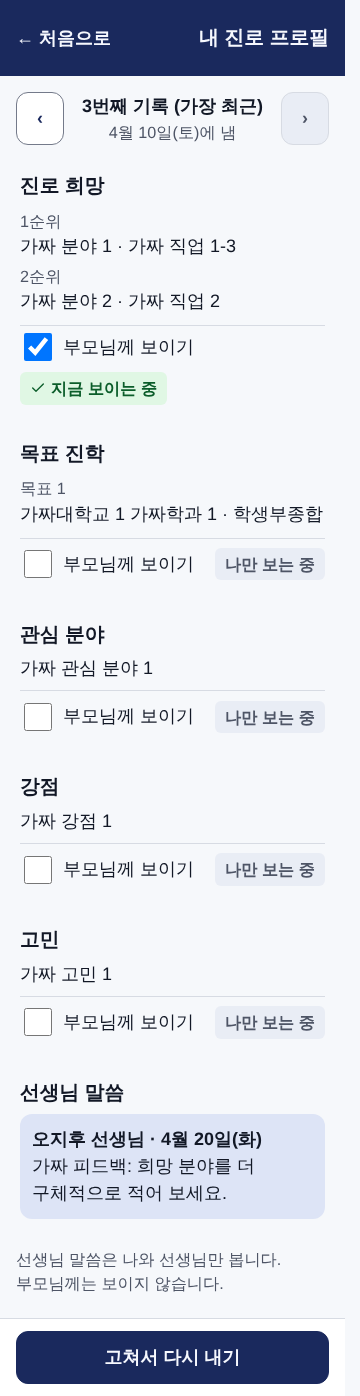 ← 처음으로
내 진로 프로필
‹
3번째 기록 (가장 최근)
4월 10일(토)에 냄
›
진로 희망
1순위
가짜 분야 1 · 가짜 직업 1-3
2순위
가짜 분야 2 · 가짜 직업 2
부모님께 보이기
✓ 지금 보이는 중
목표 진학
목표 1
가짜대학교 1 가짜학과 1 · 학생부종합
부모님께 보이기 나만 보는 중
관심 분야
가짜 관심 분야 1
부모님께 보이기 나만 보는 중
강점
가짜 강점 1
부모님께 보이기 나만 보는 중
고민
가짜 고민 1
부모님께 보이기 나만 보는 중
선생님 말씀
오지후 선생님 · 4월 20일(화)
가짜 피드백: 희망 분야를 더
구체적으로 적어 보세요.
선생님 말씀은 나와 선생님만 봅니다.
부모님께는 보이지 않습니다.
고쳐서 다시 내기